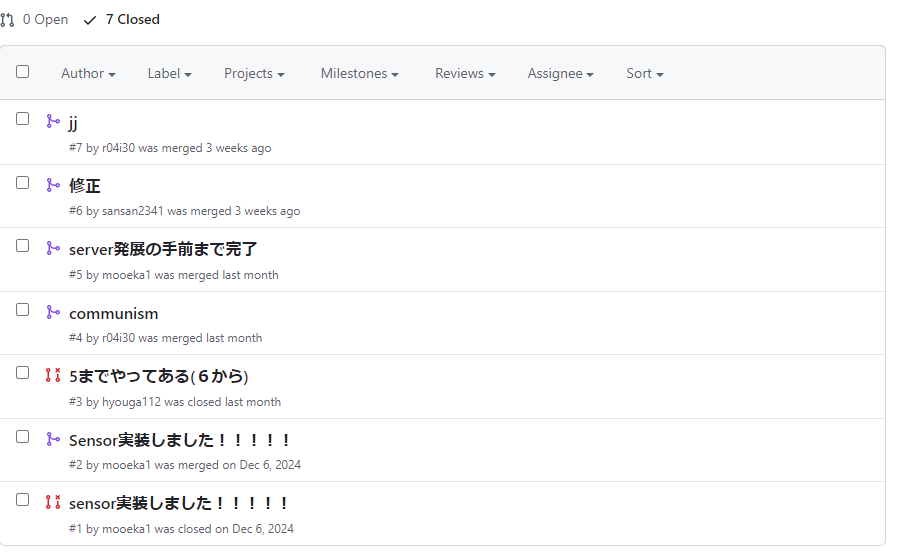 0 Open 7 Closed
Author Label Projects Milestones Reviews Assignee Sort
jj
#7 by r04i30 was merged 3 weeks ago
修正
#6 by sansan2341 was merged 3 weeks ago
server発展の手前まで完了
#5 by mooeka1 was merged last month
communism
#4 by r04i30 was merged last month
5までやってある(６から)
#3 by hyouga112 was closed last month
Sensor実装しました！！！！！
#2 by mooeka1 was merged on Dec 6, 2024
sensor実装しました！！！！！
#1 by mooeka1 was closed on Dec 6, 2024